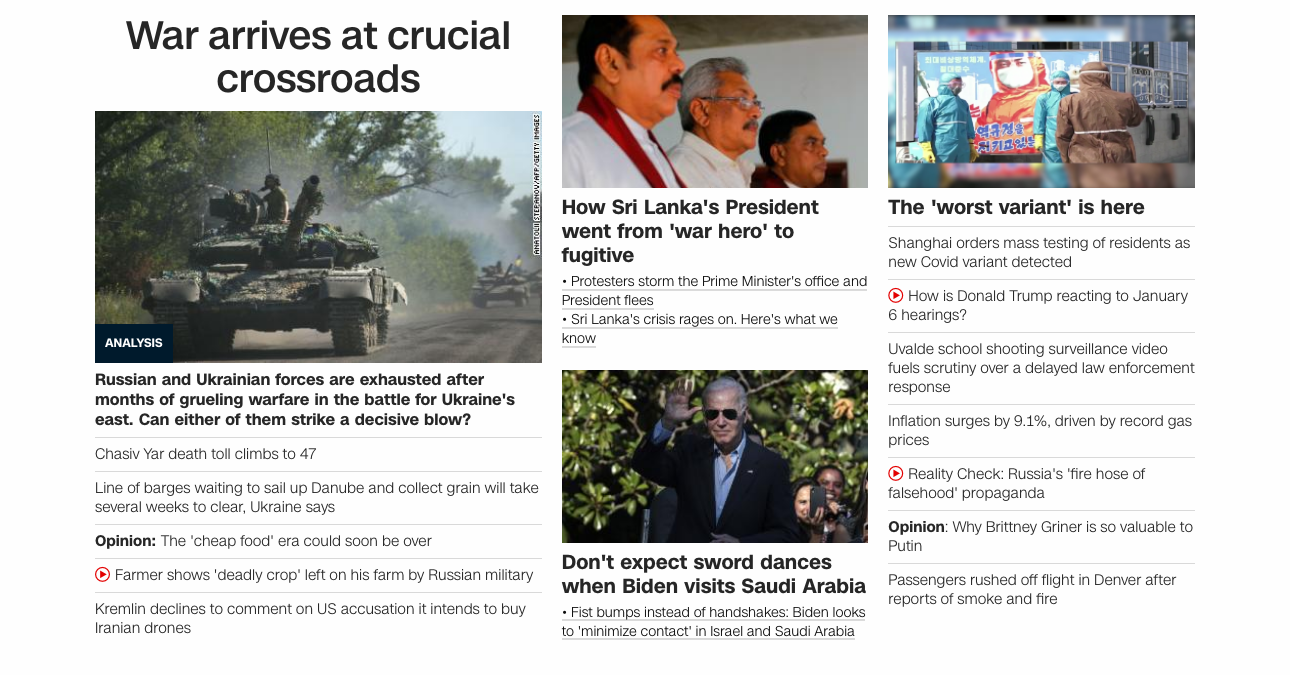 War arrives at crucial
crossroads
ANATOLII STEPANOV/AFP/GETTY IMAGES
ANALYSIS
Russian and Ukrainian forces are exhausted after
months of grueling warfare in the battle for Ukraine's
east. Can either of them strike a decisive blow?
Chasiv Yar death toll climbs to 47
Line of barges waiting to sail up Danube and collect grain will take
several weeks to clear, Ukraine says
Opinion: The 'cheap food' era could soon be over
Farmer shows 'deadly crop' left on his farm by Russian military
Kremlin declines to comment on US accusation it intends to buy
Iranian drones
How Sri Lanka's President
went from 'war hero' to
fugitive
• Protesters storm the Prime Minister's office and
President flees
• Sri Lanka's crisis rages on. Here's what we
know
Don't expect sword dances
when Biden visits Saudi Arabia
• Fist bumps instead of handshakes: Biden looks
to 'minimize contact' in Israel and Saudi Arabia
The 'worst variant' is here
Shanghai orders mass testing of residents as
new Covid variant detected
How is Donald Trump reacting to January
6 hearings?
Uvalde school shooting surveillance video
fuels scrutiny over a delayed law enforcement
response
Inflation surges by 9.1%, driven by record gas
prices
Reality Check: Russia's 'fire hose of
falsehood' propaganda
Opinion: Why Brittney Griner is so valuable to
Putin
Passengers rushed off flight in Denver after
reports of smoke and fire